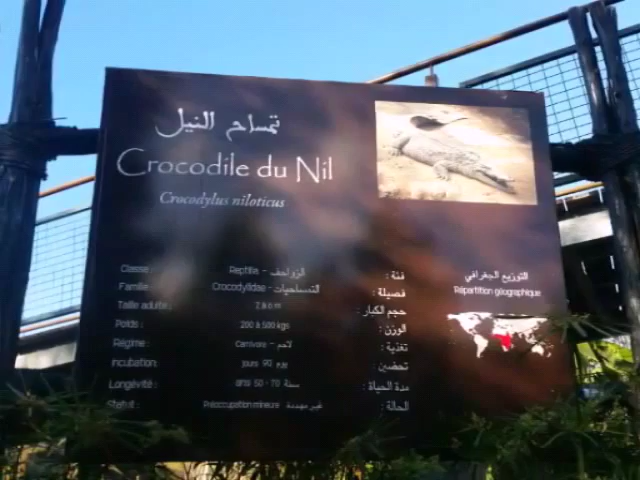 تمساح النيل
Crocodile du Nil
Crocodylus niloticus
Classe : Reptilia - الزواحف فئة :
Famille : Crocodylidae - التمساحيات فصيلة :
Taille adulte : حجم الكبار :
Poids : 200 à 500 kgs الوزن :
Régime : Carnivore - لاحم تغذية :
Incubation: jours 90 يوم تحضين :
Longévité : ans 50 - 70 سنة مدة الحياة :
Statut : Préoccupation mineure غير مهددة الحالة :
التوزيع الجغرافي
Répartition géographique